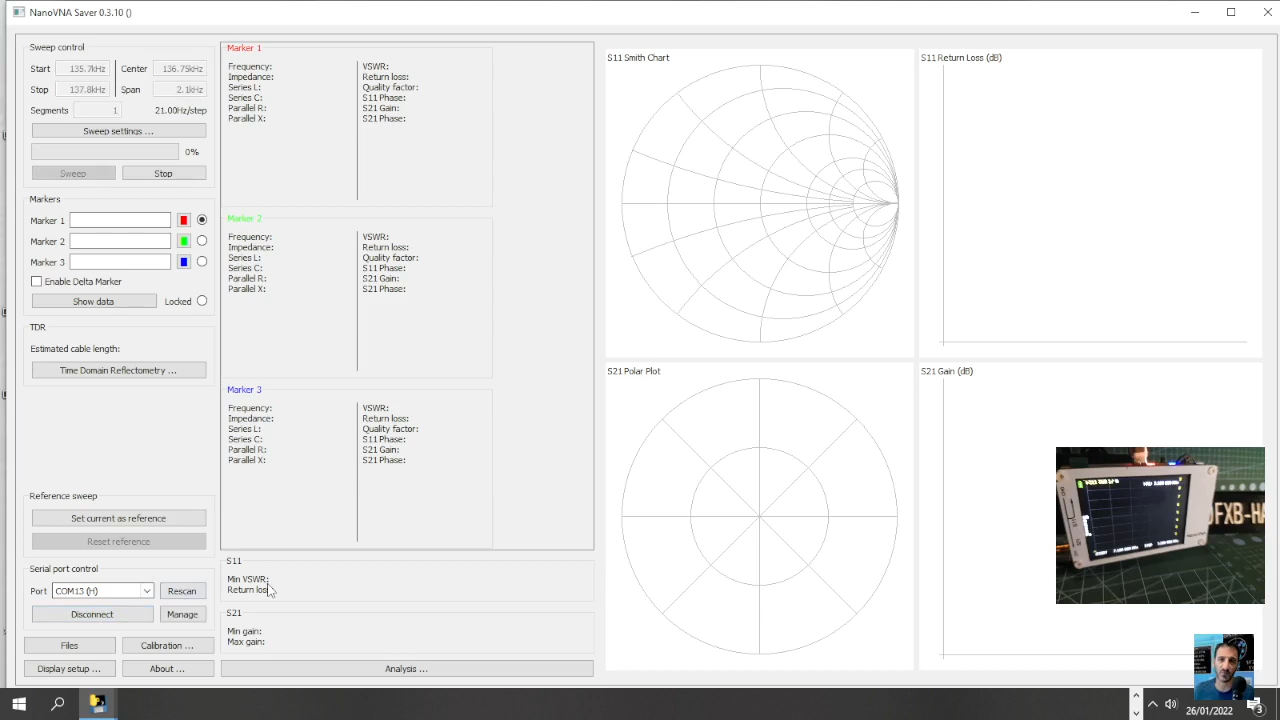 NanoVNA Saver 0.3.10 ()
Sweep control
Start 135.7kHz Center 136.75kHz
Stop 137.8kHz Span 2.1kHz
Segments 1 21.00Hz/step
Sweep settings ...
0%
Sweep Stop
Markers
Marker 1
Marker 2
Marker 3
Enable Delta Marker
Show data Locked
TDR
Estimated cable length:
Time Domain Reflectometry ...
Reference sweep
Set current as reference
Reset reference
Serial port control
Port COM13 (H) Rescan
Disconnect Manage
Files Calibration ...
Display setup ... About ...
Marker 1
Frequency: VSWR:
Impedance: Return loss:
Series L: Quality factor:
Series C: S11 Phase:
Parallel R: S21 Gain:
Parallel X: S21 Phase:
Marker 2
Frequency: VSWR:
Impedance: Return loss:
Series L: Quality factor:
Series C: S11 Phase:
Parallel R: S21 Gain:
Parallel X: S21 Phase:
Marker 3
Frequency: VSWR:
Impedance: Return loss:
Series L: Quality factor:
Series C: S11 Phase:
Parallel R: S21 Gain:
Parallel X: S21 Phase:
S11
Min VSWR:
Return los
S21
Min gain:
Max gain:
Analysis ...
S11 Smith Chart
S11 Return Loss (dB)
S21 Polar Plot
S21 Gain (dB)
0FXB-HA
26/01/2022
3